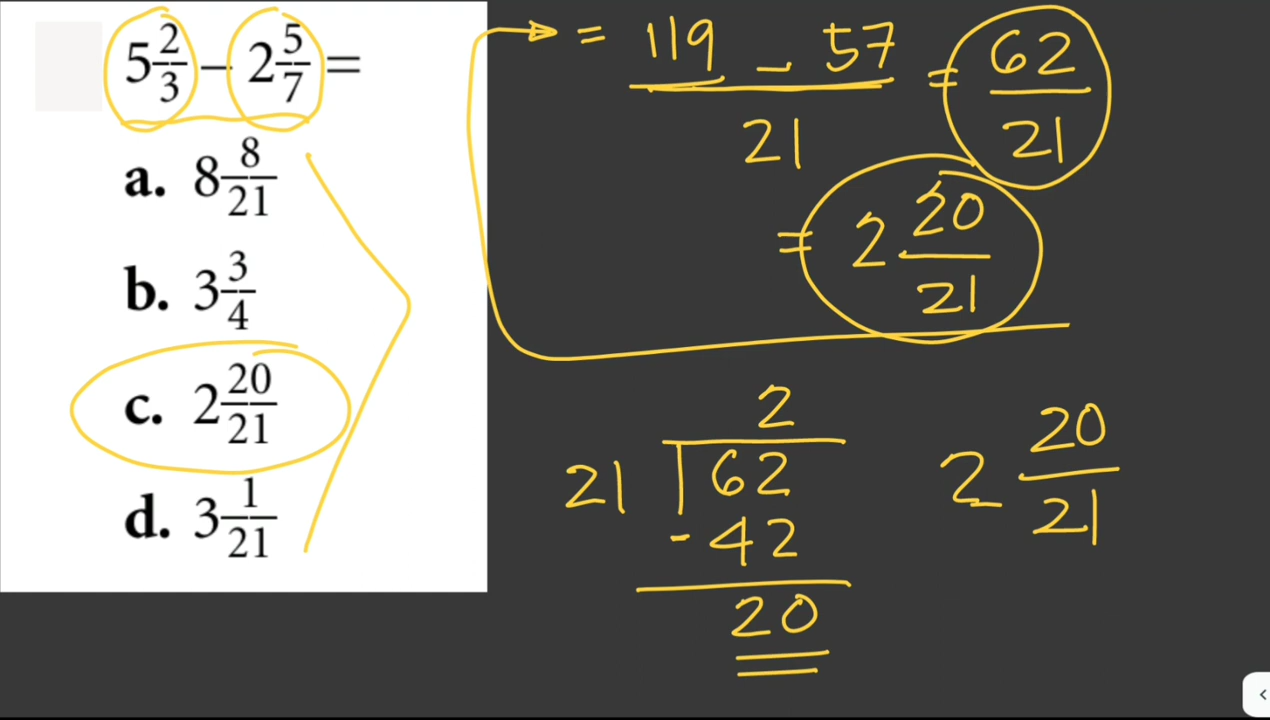 5 2/3 - 2 5/7 =
a. 8 8/21
b. 3 3/4
c. 2 20/21
d. 3 1/21
= 119 - 57 / 21 = 62/21
= 2 20/21
2
21 62
- 42
20
2 20/21
<